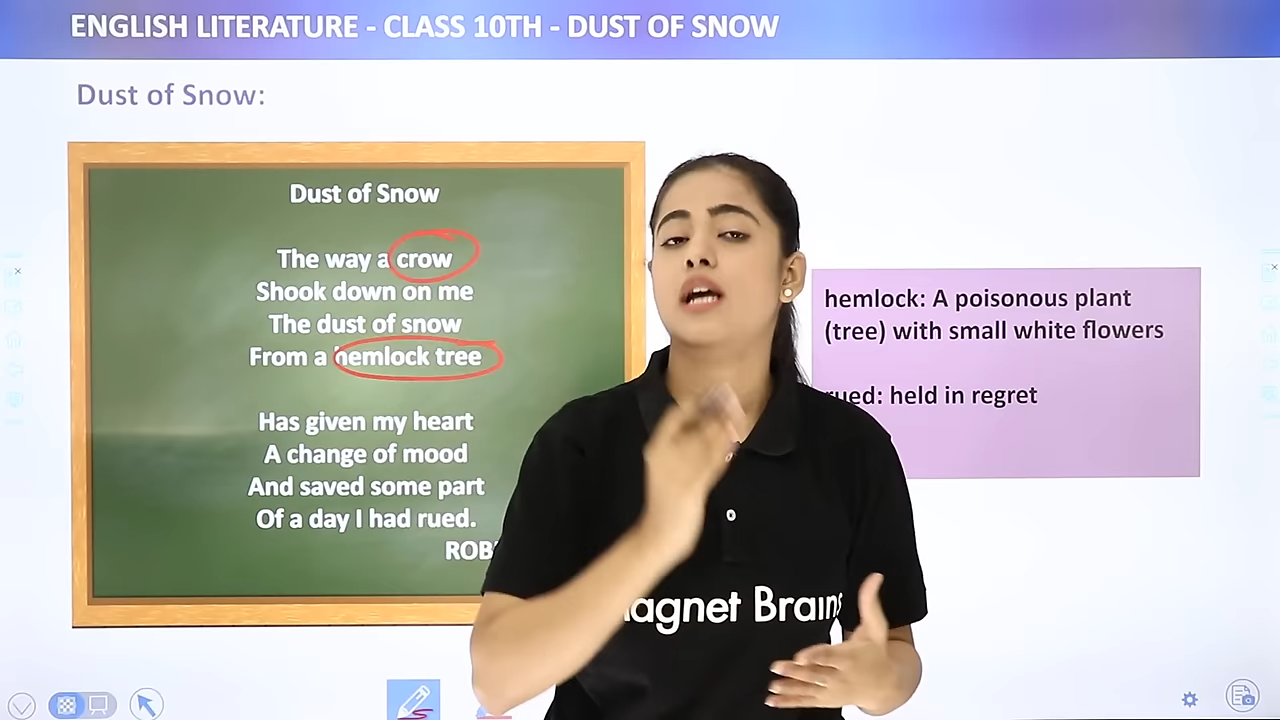 ENGLISH LITERATURE - CLASS 10TH - DUST OF SNOW
Dust of Snow:
Dust of Snow
The way a crow
Shook down on me
The dust of snow
From a hemlock tree
Has given my heart
A change of mood
And saved some part
Of a day I had rued.
hemlock: A poisonous plant
(tree) with small white flowers
rued: held in regret
Magnet Brains